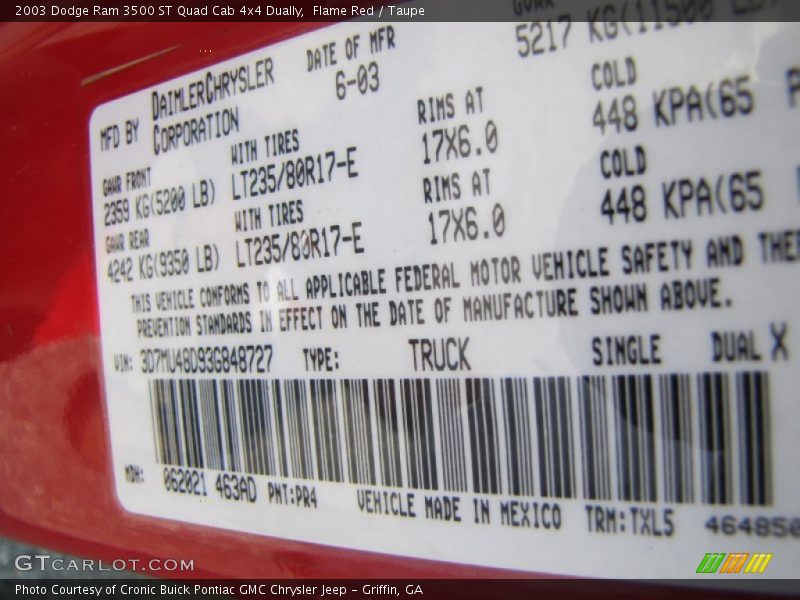 2003 Dodge Ram 3500 ST Quad Cab 4x4 Dually, Flame Red / Taupe
MFD BY DAIMLERCHRYSLER CORPORATION
DATE OF MFR 6-03
GVWR
5217 KG(11500 LB
GAWR FRONT WITH TIRES RIMS AT COLD
2359 KG(5200 LB) LT235/80R17-E 17X6.0 448 KPA(65
GAWR REAR WITH TIRES RIMS AT COLD
4242 KG(9350 LB) LT235/80R17-E 17X6.0 448 KPA(65
THIS VEHICLE CONFORMS TO ALL APPLICABLE FEDERAL MOTOR VEHICLE SAFETY AND THE
PREVENTION STANDARDS IN EFFECT ON THE DATE OF MANUFACTURE SHOWN ABOVE.
VIN: 3D7MU48D93G848727 TYPE: TRUCK SINGLE DUAL X
MDH: 062021 463AD PNT:PR4 VEHICLE MADE IN MEXICO TRM:TXL5 464850
GTCARLOT.COM
Photo Courtesy of Cronic Buick Pontiac GMC Chrysler Jeep - Griffin, GA